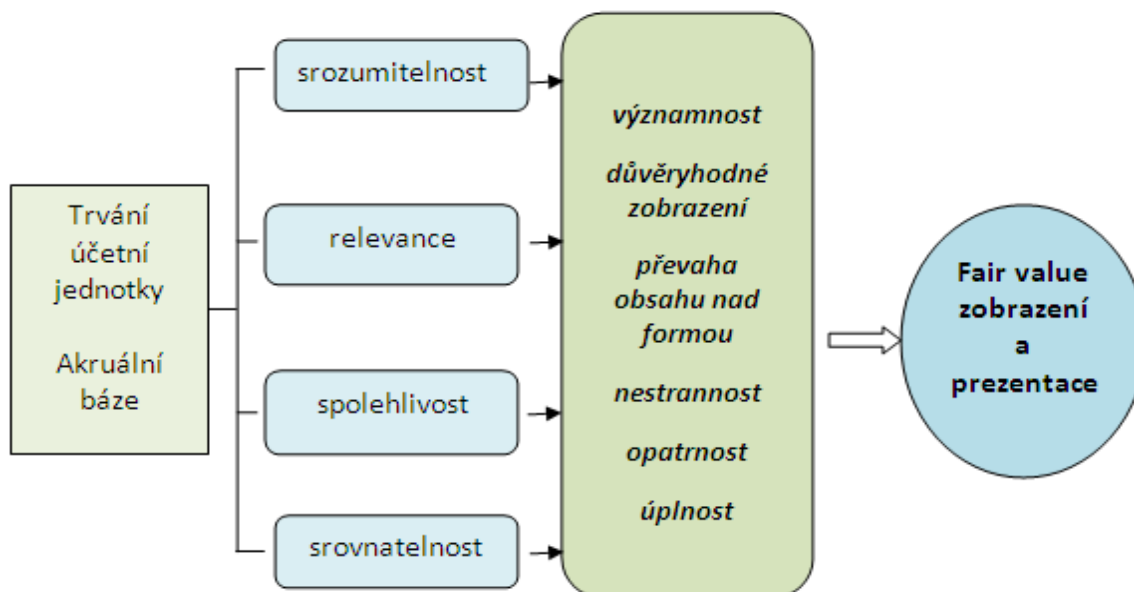 Trvání
účetní
jednotky
Akruální
báze
srozumitelnost
relevance
spolehlivost
srovnatelnost
významnost
důvěryhodné
zobrazení
převaha
obsahu nad
formou
nestrannost
opatrnost
úplnost
Fair value
zobrazení
a
prezentace